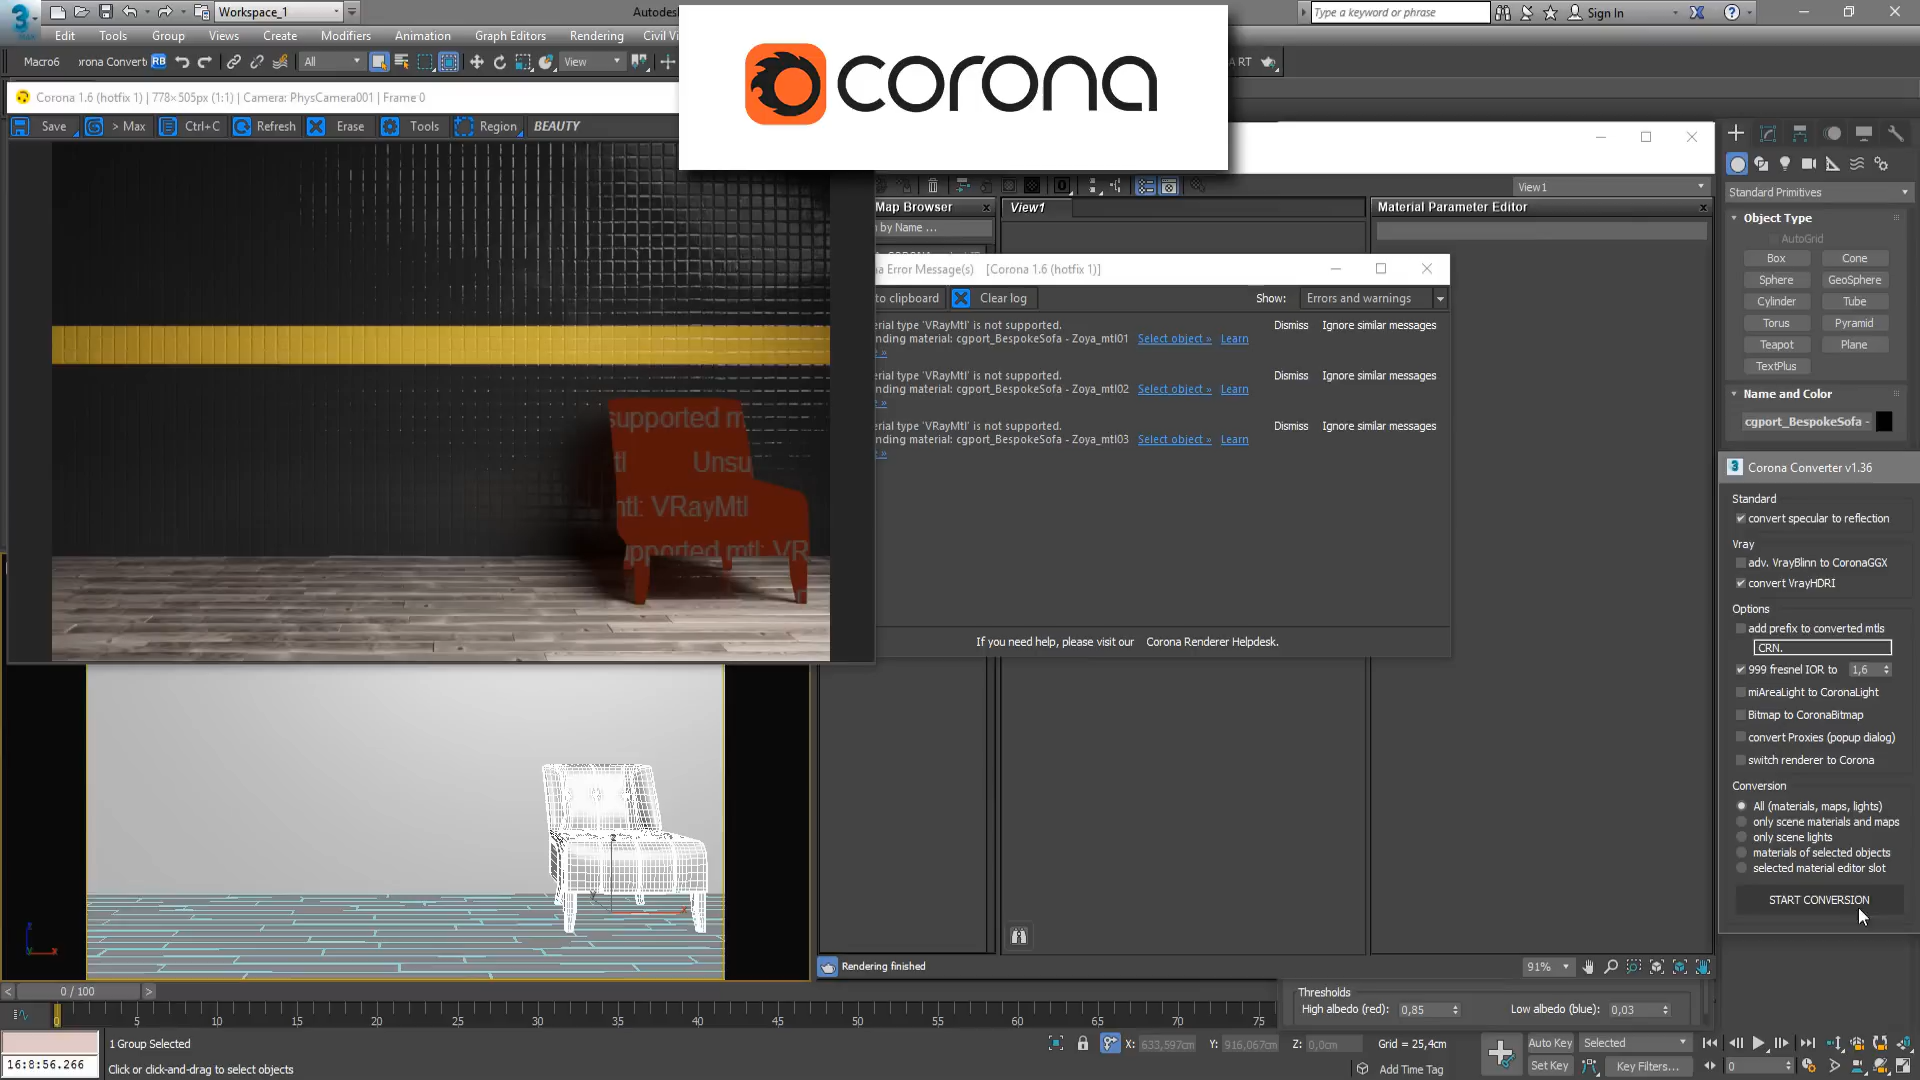 Workspace_1
Autodes
Type a keyword or phrase
Sign In
Edit Tools Group Views Create Modifiers Animation Graph Editors Rendering Civil Vi
Macro6 orona Convert RB All View
ART
corona
Corona 1.6 (hotfix 1) | 778×505px (1:1) | Camera: PhysCamera001 | Frame 0
Save > Max Ctrl+C Refresh Erase Tools Region BEAUTY
View1
Map Browser
View1
Material Parameter Editor
by Name ...
a Error Message(s) [Corona 1.6 (hotfix 1)]
to clipboard Clear log Show: Errors and warnings
erial type 'VRayMtl' is not supported. Dismiss Ignore similar messages
nding material: cgport_BespokeSofa - Zoya_mtl01 Select object » Learn
»
erial type 'VRayMtl' is not supported. Dismiss Ignore similar messages
nding material: cgport_BespokeSofa - Zoya_mtl02 Select object » Learn
»
erial type 'VRayMtl' is not supported. Dismiss Ignore similar messages
nding material: cgport_BespokeSofa - Zoya_mtl03 Select object » Learn
»
If you need help, please visit our Corona Renderer Helpdesk.
supported m
tl Unsu
mtl: VRayMtl
pported mtl: VR
Standard Primitives
Object Type
AutoGrid
Box Cone
Sphere GeoSphere
Cylinder Tube
Torus Pyramid
Teapot Plane
TextPlus
Name and Color
cgport_BespokeSofa -
3 Corona Converter v1.36
Standard
convert specular to reflection
Vray
adv. VrayBlinn to CoronaGGX
convert VrayHDRI
Options
add prefix to converted mtls
CRN.
999 fresnel IOR to 1,6
miAreaLight to CoronaLight
Bitmap to CoronaBitmap
convert Proxies (popup dialog)
switch renderer to Corona
Conversion
All (materials, maps, lights)
only scene materials and maps
only scene lights
materials of selected objects
selected material editor slot
START CONVERSION
Rendering finished
91%
Thresholds
High albedo (red): 0,85 Low albedo (blue): 0,03
< 0 / 100 >
0 5 10 15 20 25 30 35 40 45 50 55 60 65 70 75
1 Group Selected
X: 633,597cm Y: 916,067cm Z: 0,0cm Grid = 25,4cm
Auto Key Selected
16:8:56.266
Click or click-and-drag to select objects
Add Time Tag
Set Key Key Filters... 0